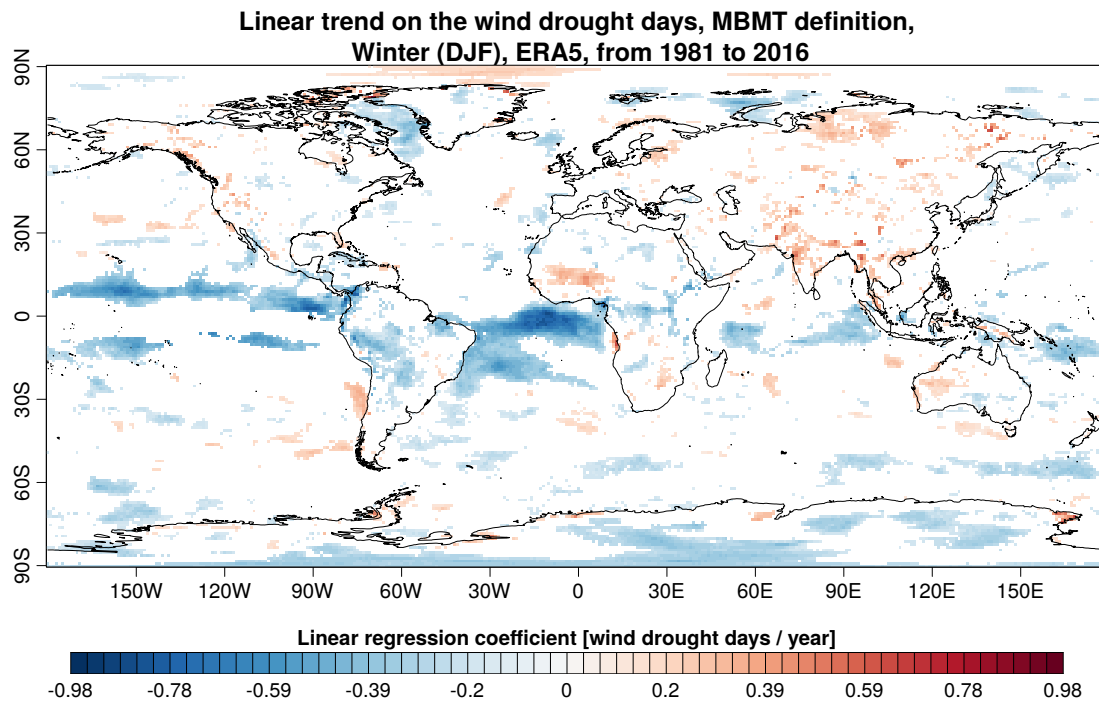 Linear trend on the wind drought days, MBMT definition,
Winter (DJF), ERA5, from 1981 to 2016
90N
60N
30N
0
30S
60S
90S
150W 120W 90W 60W 30W 0 30E 60E 90E 120E 150E
Linear regression coefficient [wind drought days / year]
-0.98 -0.78 -0.59 -0.39 -0.2 0 0.2 0.39 0.59 0.78 0.98